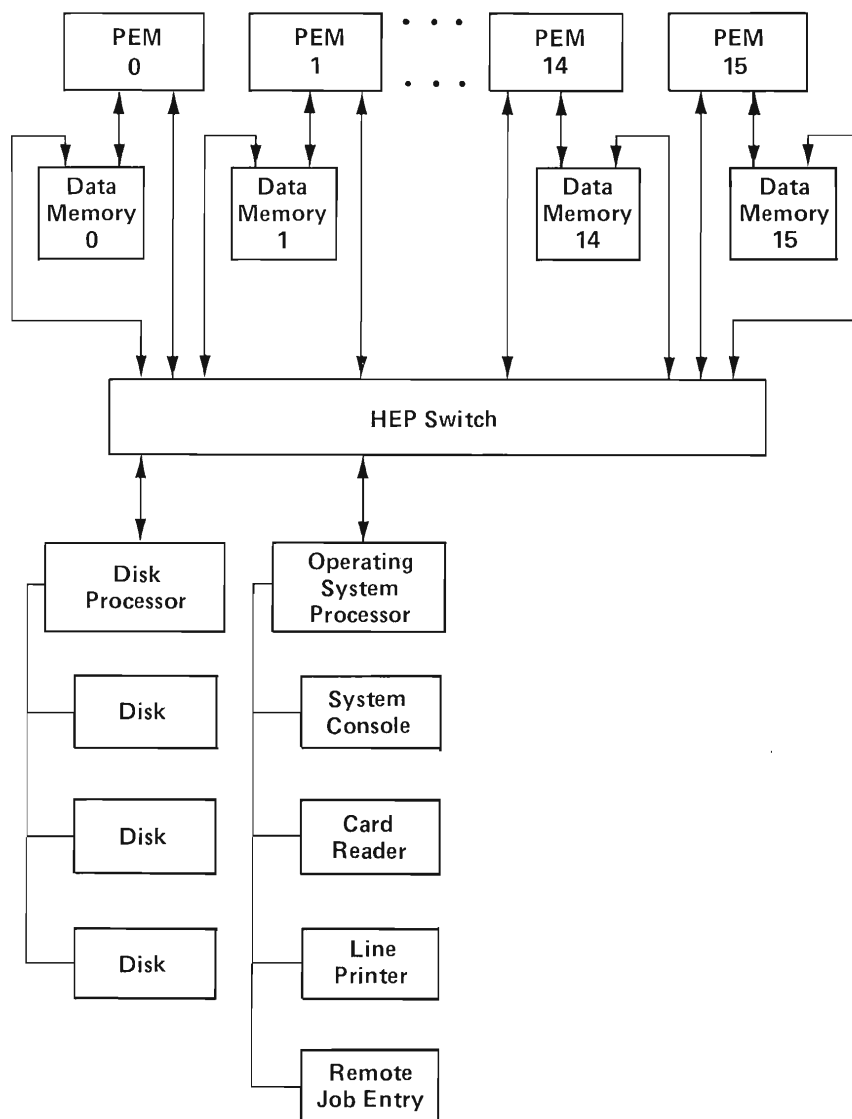 PEM
0
PEM
1
PEM
14
PEM
15
Data
Memory
0
Data
Memory
1
Data
Memory
14
Data
Memory
15
HEP Switch
Disk
Processor
Operating
System
Processor
Disk
System
Console
Disk
Card
Reader
Disk
Line
Printer
Remote
Job Entry